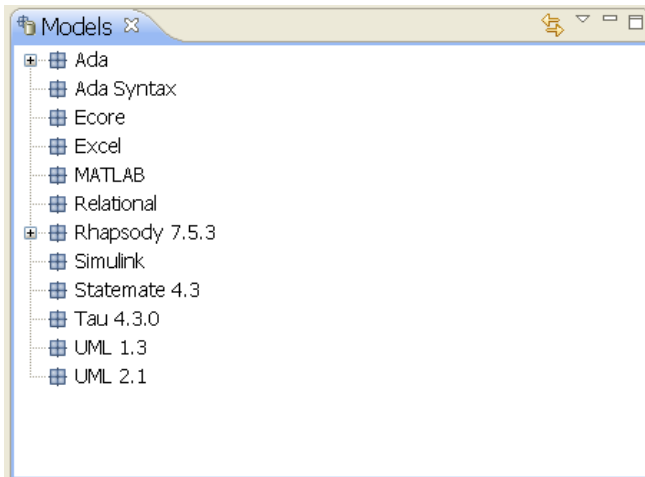 Models
Ada
Ada Syntax
Ecore
Excel
MATLAB
Relational
Rhapsody 7.5.3
Simulink
Statemate 4.3
Tau 4.3.0
UML 1.3
UML 2.1